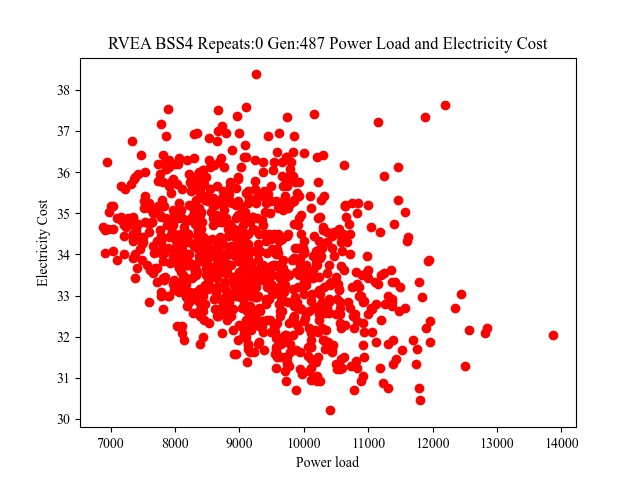 RVEA BSS4 Repeats:0 Gen:487 Power Load and Electricity Cost
38
37
36
35
34
33
32
31
30
Electricity Cost
7000 8000 9000 10000 11000 12000 13000 14000
Power load